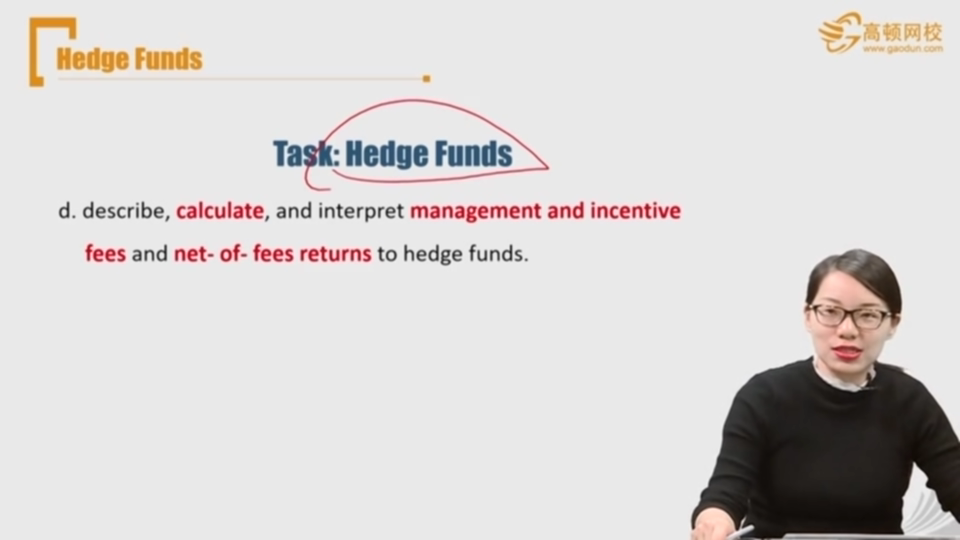 Hedge Funds
高顿网校
www.gaodun.com
Task: Hedge Funds
d. describe, calculate, and interpret management and incentive
fees and net- of- fees returns to hedge funds.